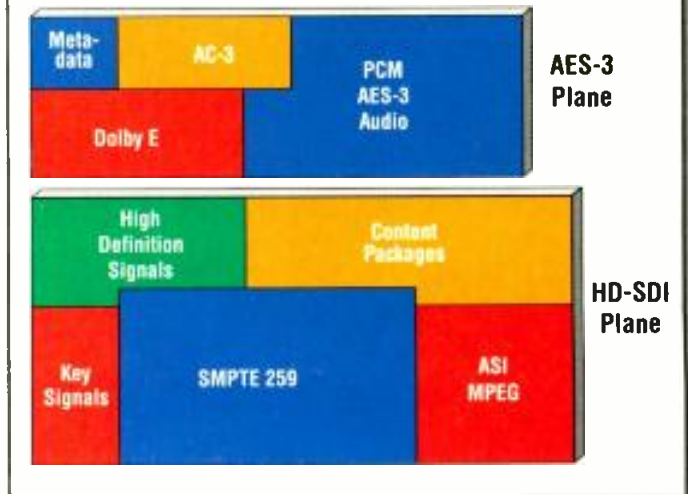 Meta-
data
AC-3
PCM
AES-3
Audio
Dolby E
AES-3
Plane
High
Definition
Signals
Content
Packages
HD-SDI
Plane
Key
Signals
SMPTE 259
ASI
MPEG